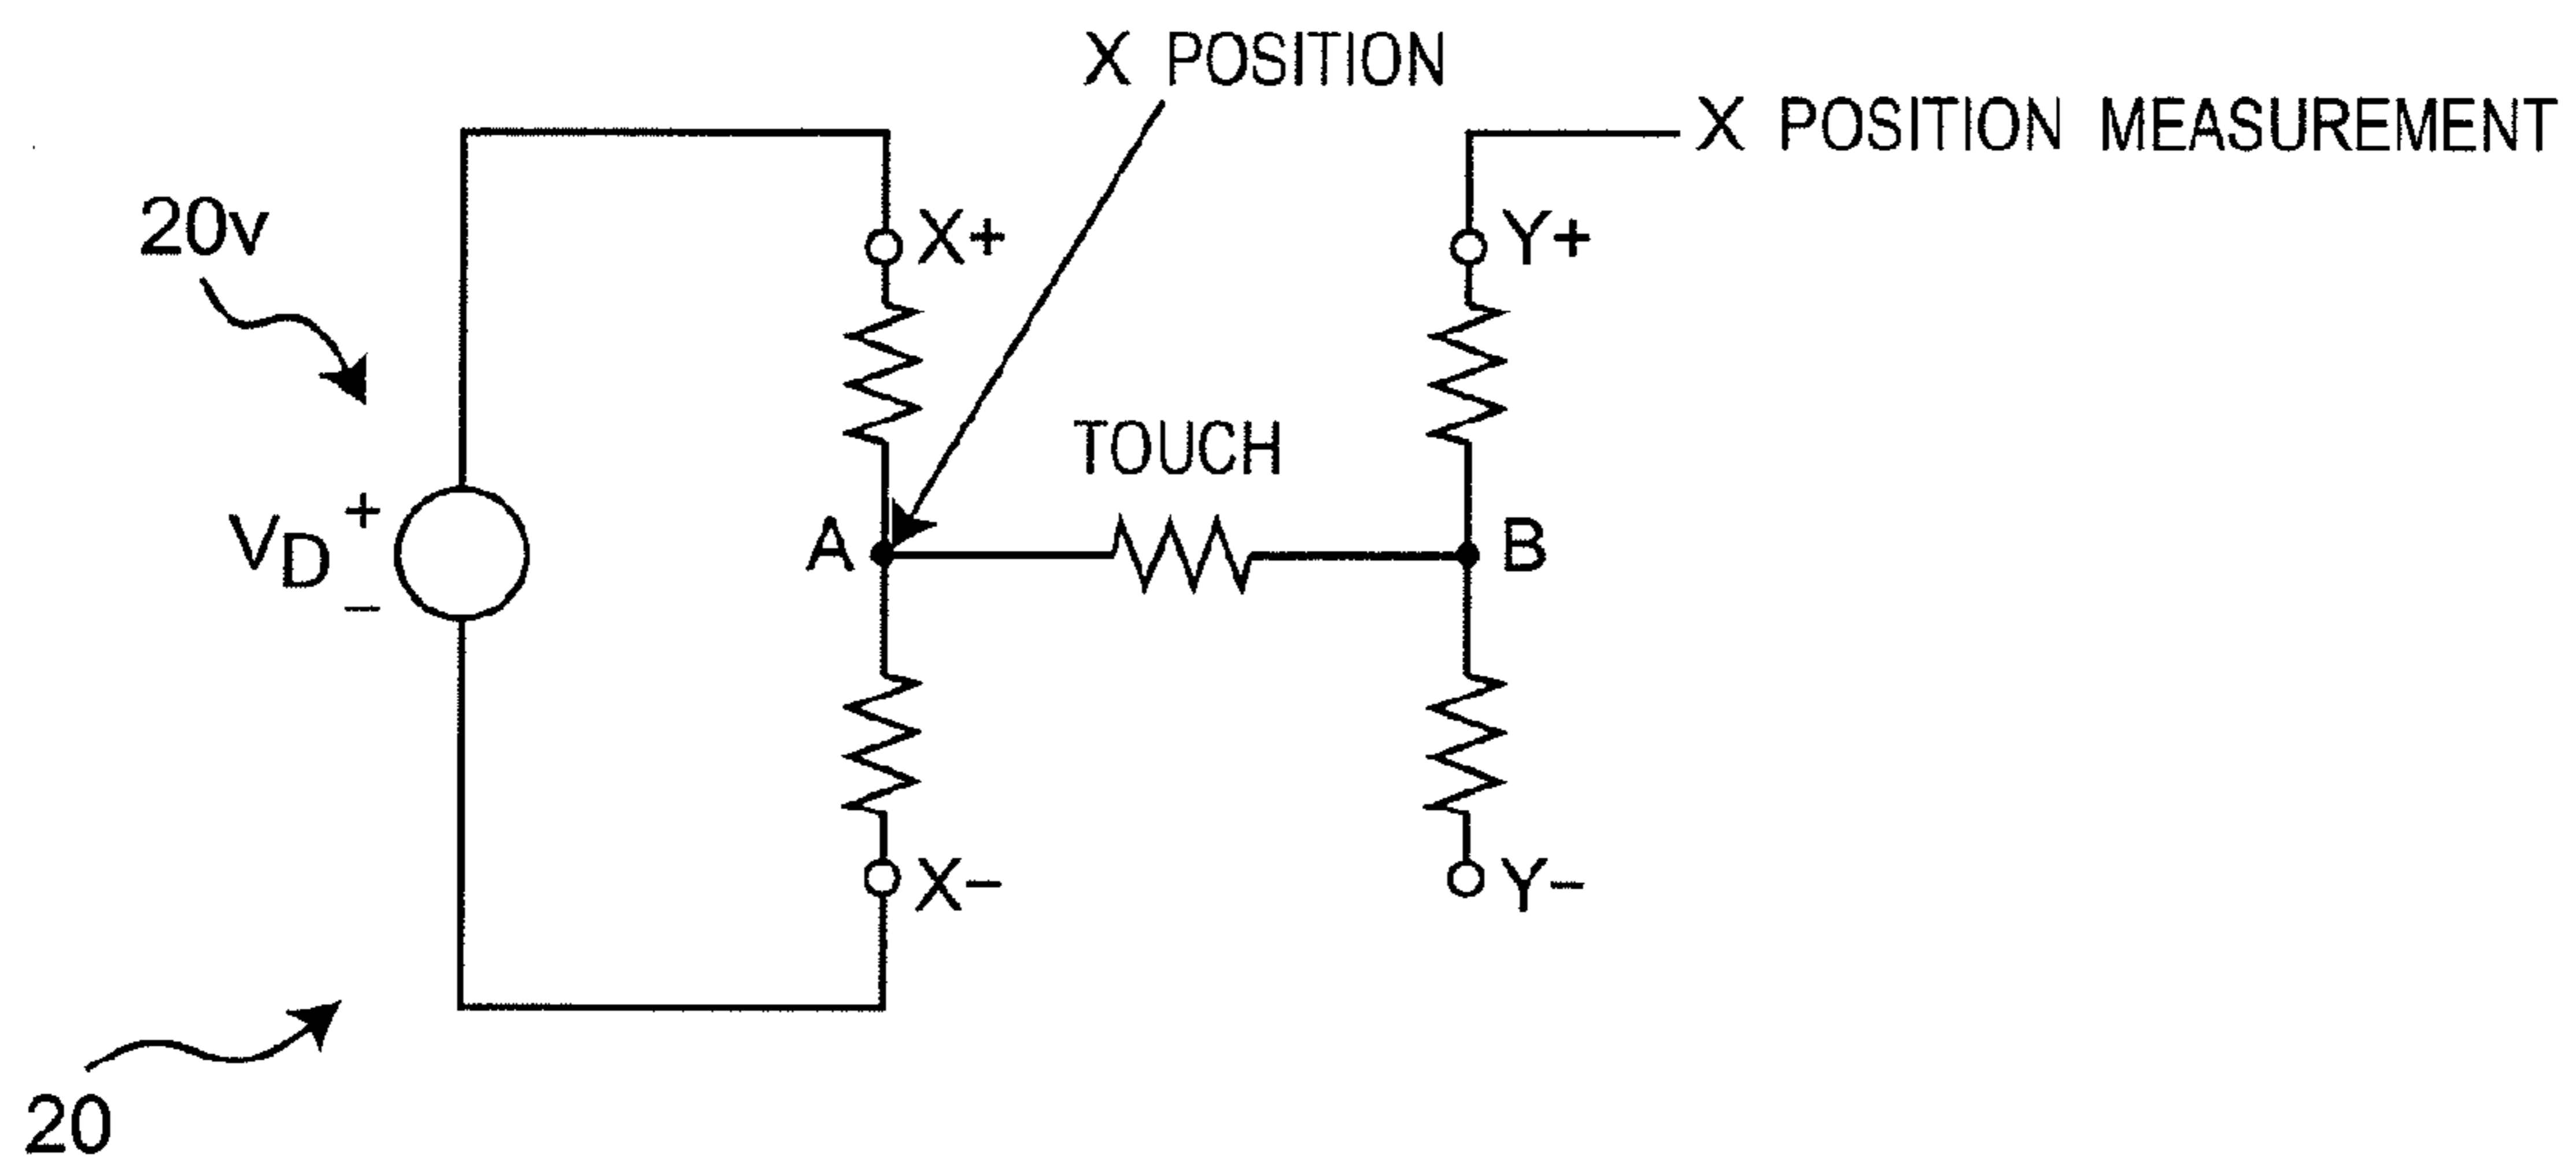 X POSITION
X POSITION MEASUREMENT
20v
X+
Y+
TOUCH
VD
+
−
A
B
X−
Y−
20